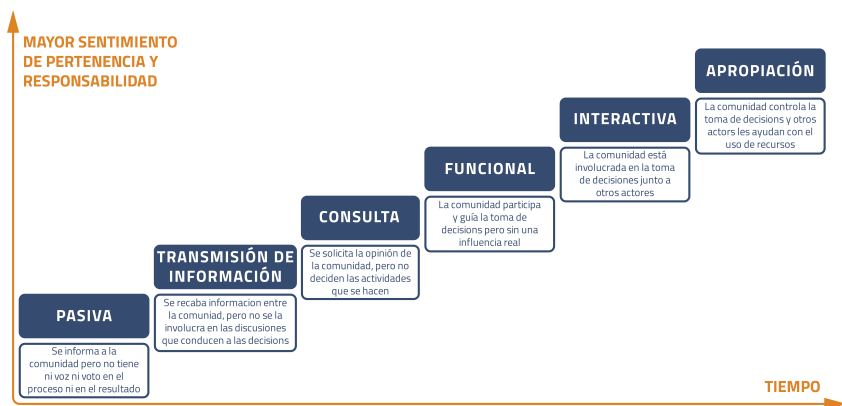 MAYOR SENTIMIENTO
DE PERTENENCIA Y
RESPONSABILIDAD
APROPIACIÓN
La comunidad controla la
toma de decisions y otros
actors les ayudan con el
uso de recursos
INTERACTIVA
La comunidad está
involucrada en la toma
de decisiones junto a
otros actores
FUNCIONAL
La comunidad participa
y guía la toma de
decisions pero sin una
influencia real
CONSULTA
Se solicita la opinión de
la comunidad, pero no
deciden las actividades
que se hacen
TRANSMISIÓN DE
INFORMACIÓN
Se recaba informacion entre
la comuniad, pero no se la
involucra en las discusiones
que conducen a las decisions
PASIVA
Se informa a la
comunidad pero no tiene
ni voz ni voto en el
proceso ni en el resultado
TIEMPO